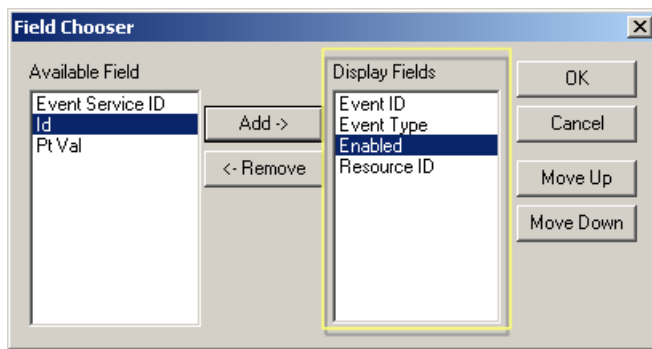 Field Chooser
Available Field
Event Service ID
Id
Pt Val
Add ->
<- Remove
Display Fields
Event ID
Event Type
Enabled
Resource ID
OK
Cancel
Move Up
Move Down